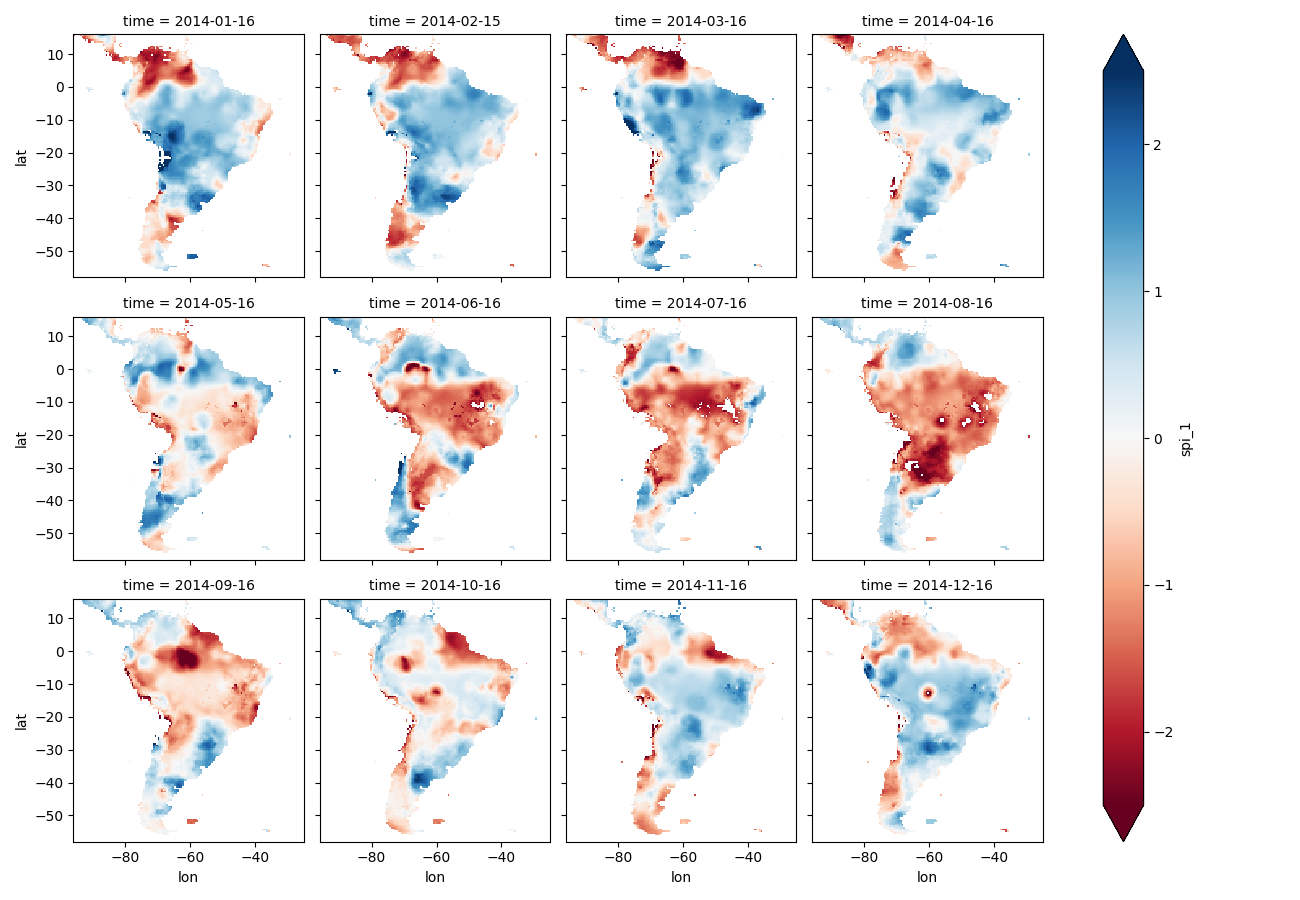 time = 2014-01-16
time = 2014-02-15
time = 2014-03-16
time = 2014-04-16
10
0
−10
−20
−30
−40
−50
lat
time = 2014-05-16
time = 2014-06-16
time = 2014-07-16
time = 2014-08-16
10
0
−10
−20
−30
−40
−50
lat
time = 2014-09-16
time = 2014-10-16
time = 2014-11-16
time = 2014-12-16
10
0
−10
−20
−30
−40
−50
lat
−80 −60 −40
lon
−80 −60 −40
lon
−80 −60 −40
lon
−80 −60 −40
lon
2
1
0
−1
−2
spi_1